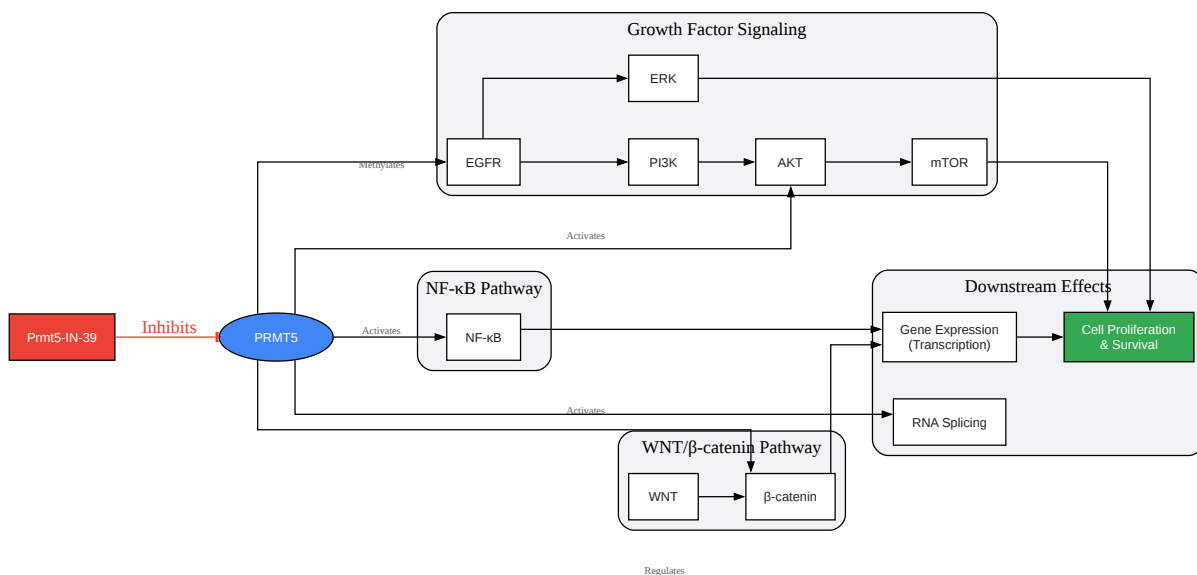 Growth Factor Signaling
ERK
Methylates
EGFR
PI3K
AKT
mTOR
Activates
NF-κB Pathway
Downstream Effects
Prmt5-IN-39
Inhibits
PRMT5
Activates
NF-κB
Gene Expression
(Transcription)
Cell Proliferation
& Survival
Activates
RNA Splicing
WNT/β-catenin Pathway
WNT
β-catenin
Regulates